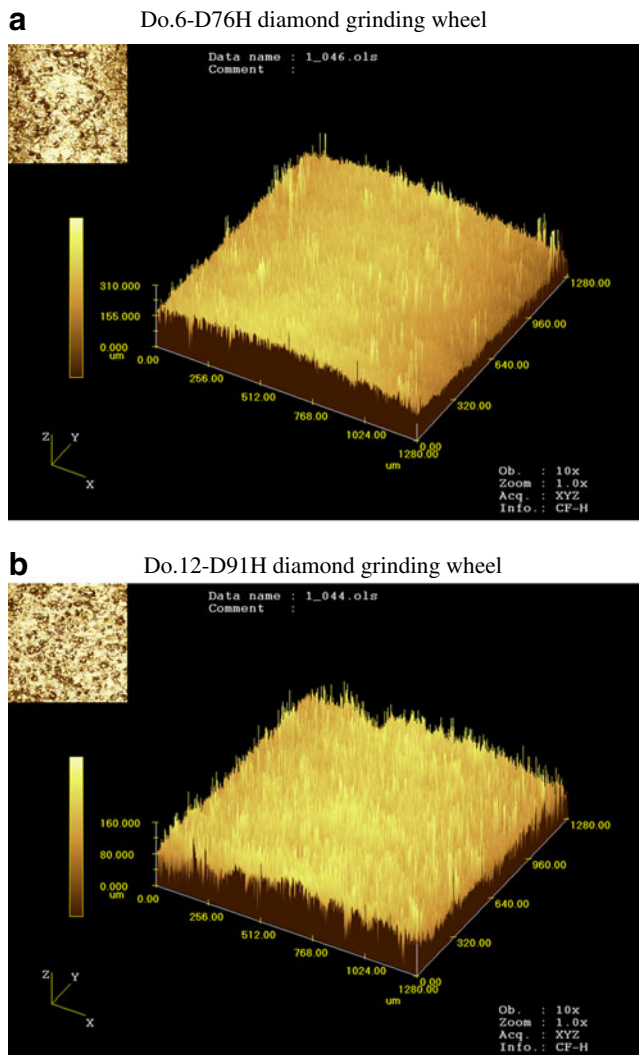 a Do.6-D76H diamond grinding wheel
Data name : 1_046.ols
Comment :
310.000
155.000
0.000
um
0.00
256.00
512.00
768.00
1024.00
1280.00
um
0.00
320.00
640.00
960.00
1280.00
Z
Y
X
Ob. : 10x
Zoom : 1.0x
Acq. : XYZ
Info.: CF-H
b Do.12-D91H diamond grinding wheel
Data name : 1_044.ols
Comment :
160.000
80.000
0.000
um
0.00
256.00
512.00
768.00
1024.00
1280.00
um
0.00
320.00
640.00
960.00
1280.00
Z
Y
X
Ob. : 10x
Zoom : 1.0x
Acq. : XYZ
Info.: CF-H